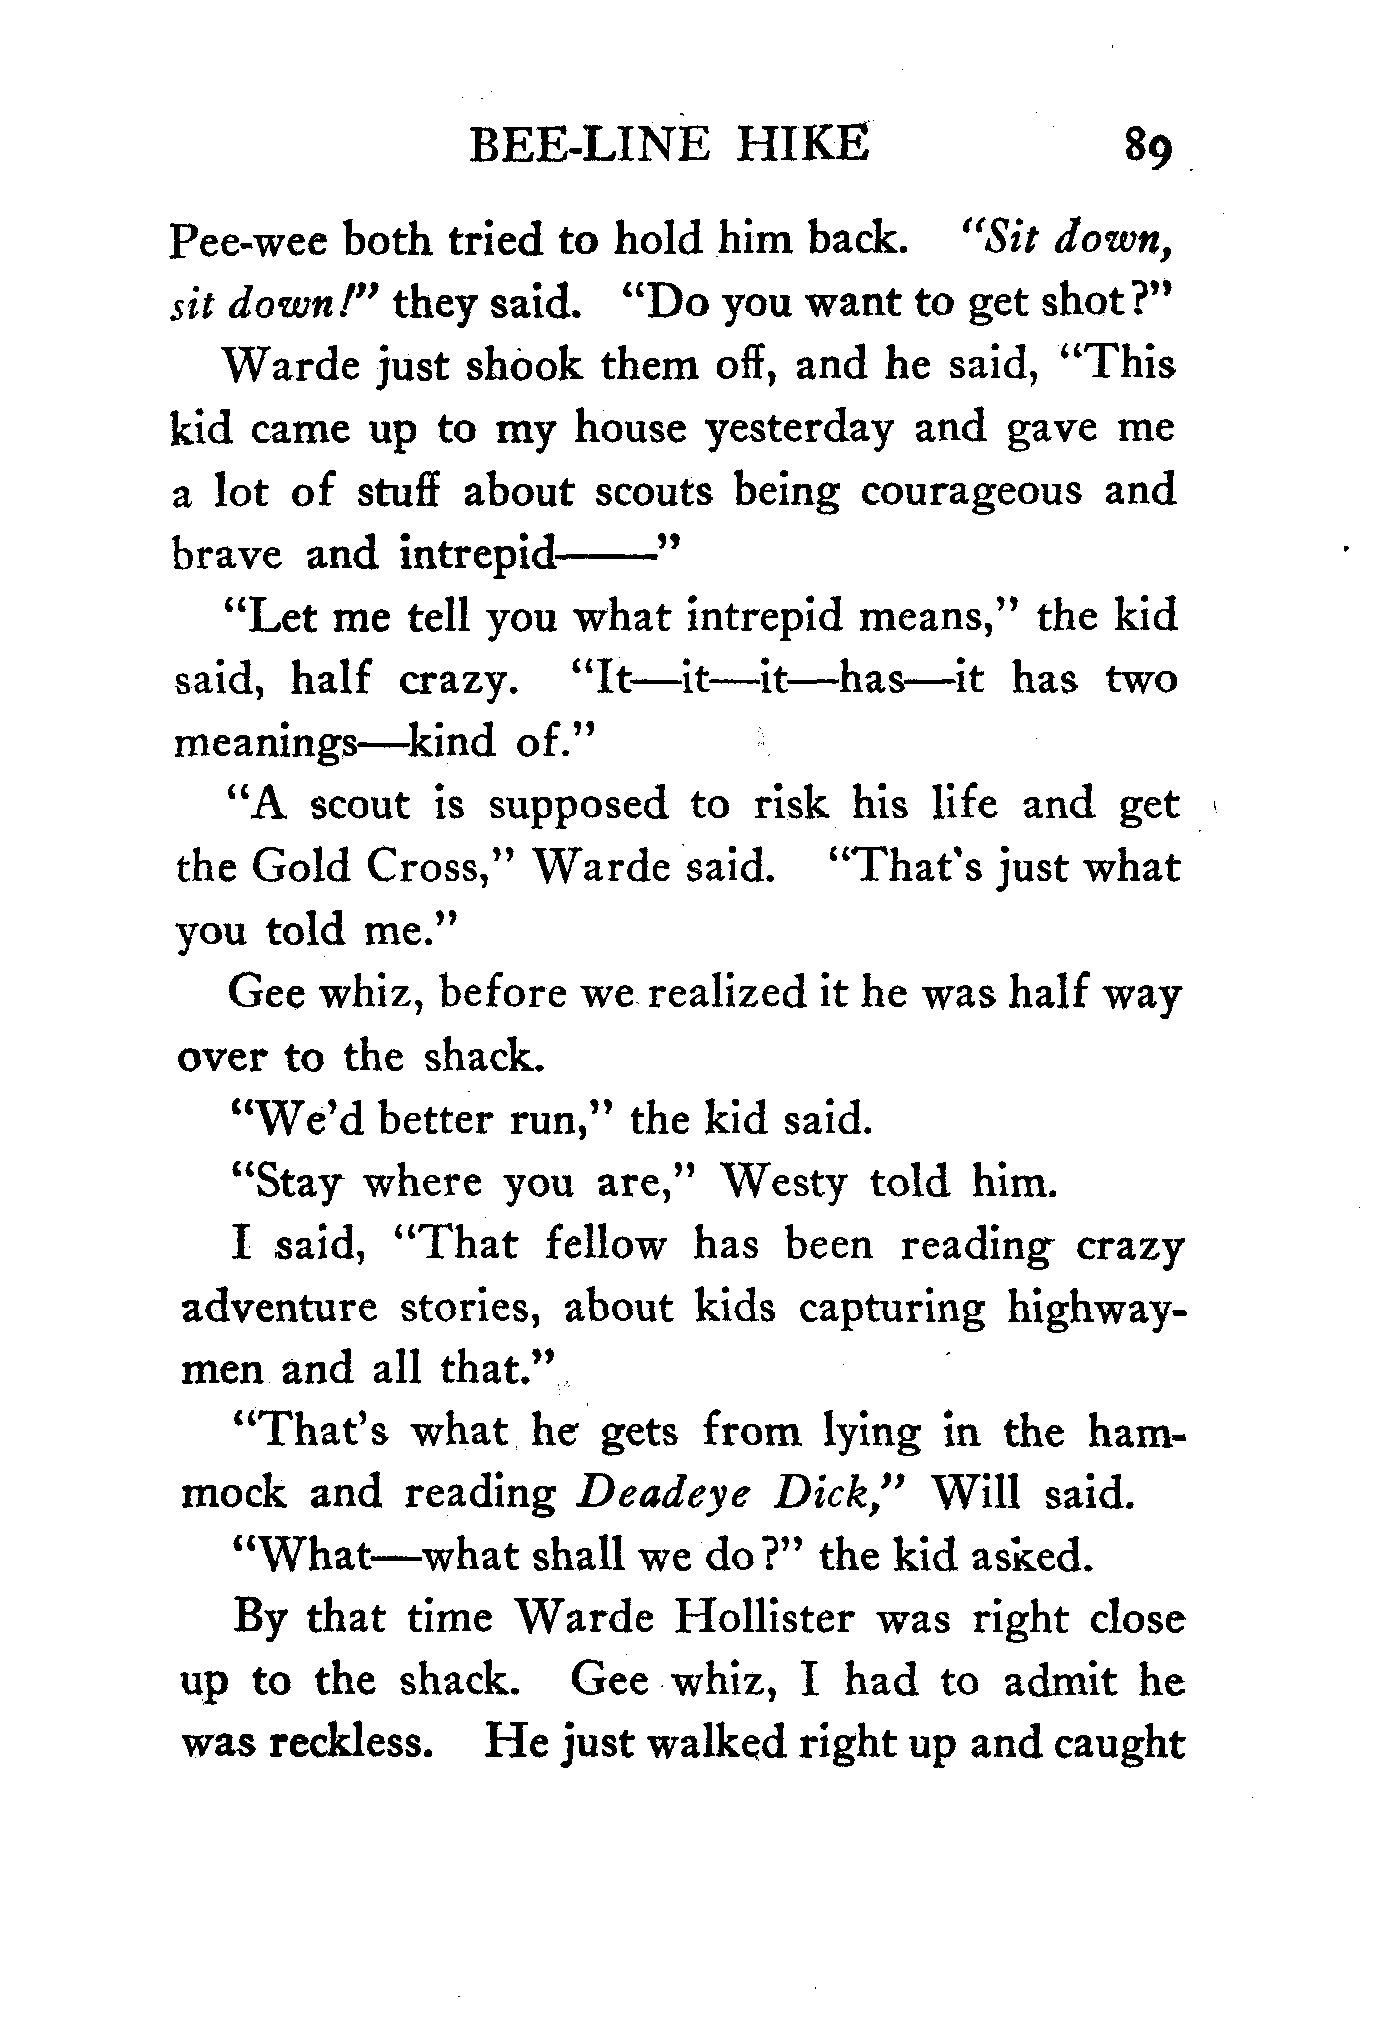 BEE-LINE HIKE 89
Pee-wee both tried to hold him back. "Sit down,
sit down!" they said. "Do you want to get shot?"
Warde just shook them off, and he said, "This
kid came up to my house yesterday and gave me
a lot of stuff about scouts being courageous and
brave and intrepid——"
"Let me tell you what intrepid means," the kid
said, half crazy. "It—it—it—has—it has two
meanings—kind of."
"A scout is supposed to risk his life and get
the Gold Cross," Warde said. "That's just what
you told me."
Gee whiz, before we realized it he was half way
over to the shack.
"We'd better run," the kid said.
"Stay where you are," Westy told him.
I said, "That fellow has been reading crazy
adventure stories, about kids capturing highway-
men and all that."
"That's what he gets from lying in the ham-
mock and reading Deadeye Dick," Will said.
"What—what shall we do?" the kid asked.
By that time Warde Hollister was right close
up to the shack. Gee whiz, I had to admit he
was reckless. He just walked right up and caught